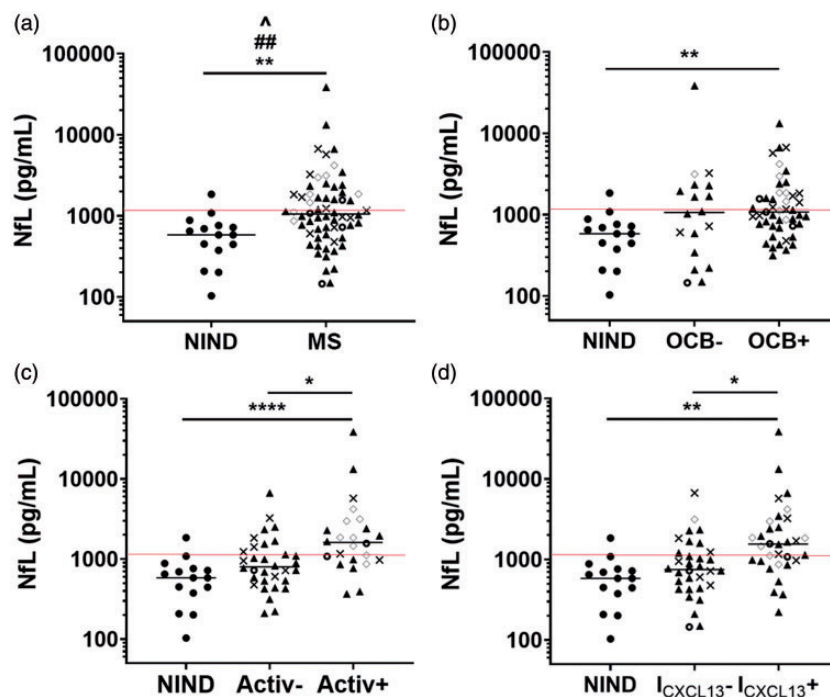 (a)
^
##
**
100000
10000
1000
100
NfL (pg/mL)
NIND MS
(b)
**
100000
10000
1000
100
NfL (pg/mL)
NIND OCB- OCB+
(c)
*
****
100000
10000
1000
100
NfL (pg/mL)
NIND Activ- Activ+
(d)
*
**
100000
10000
1000
100
NfL (pg/mL)
NIND ICXCL13- ICXCL13+